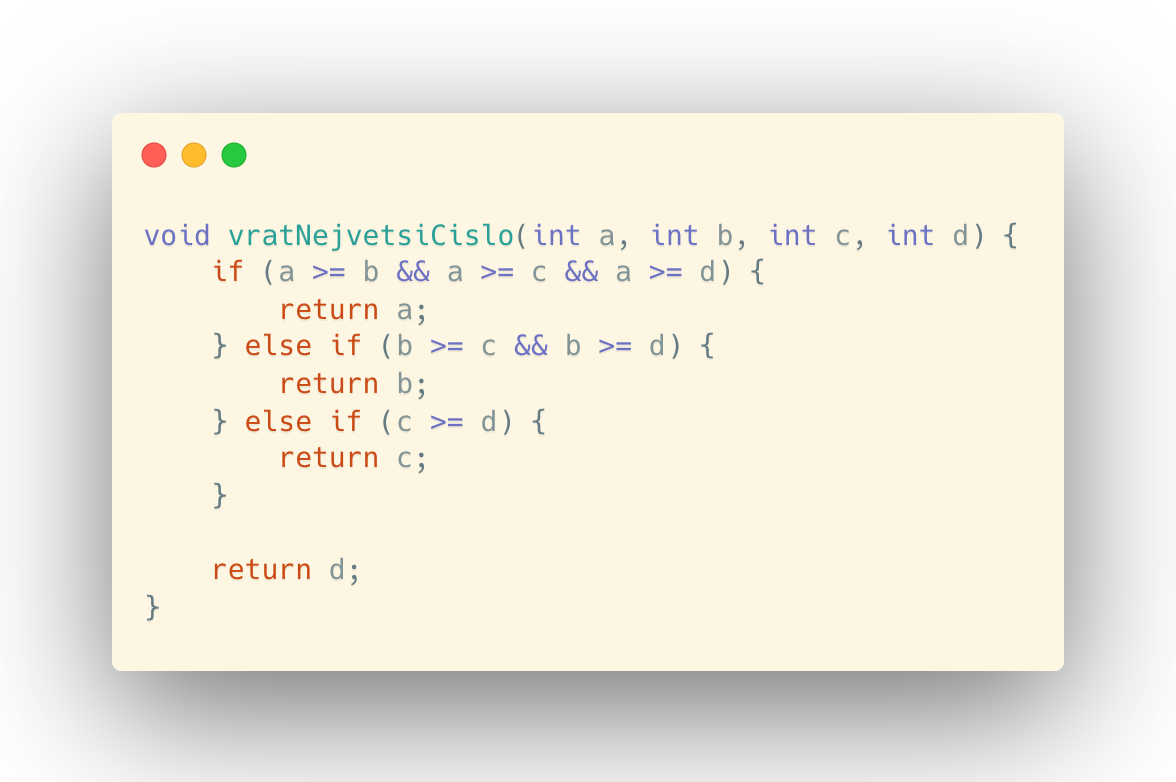 void vratNejvetsiCislo(int a, int b, int c, int d) {
    if (a >= b && a >= c && a >= d) {
        return a;
    } else if (b >= c && b >= d) {
        return b;
    } else if (c >= d) {
        return c;
    }

    return d;
}